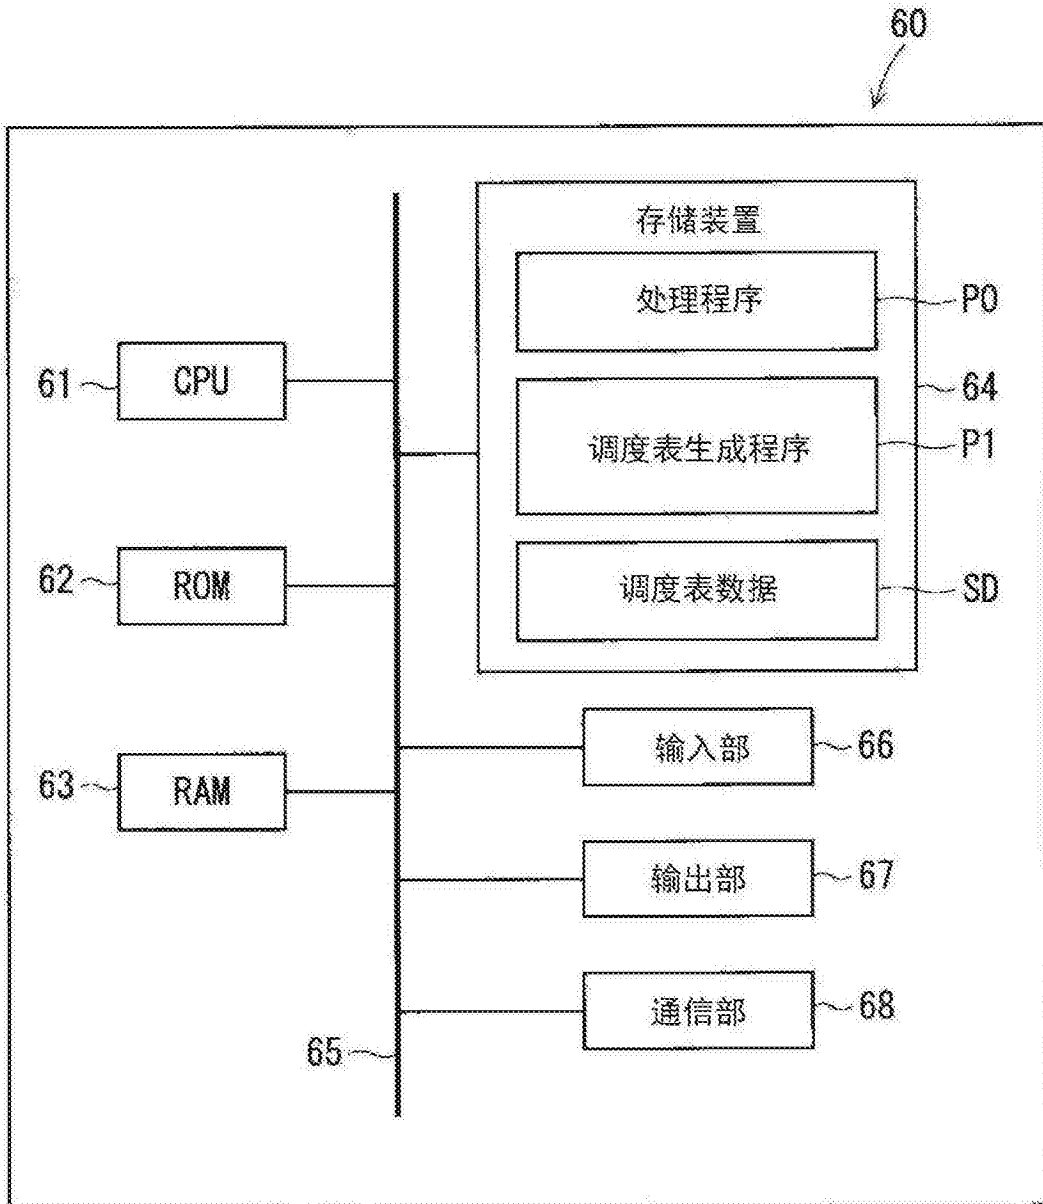 60
存储装置
处理程序
P0
64
61
CPU
调度表生成程序
P1
62
ROM
调度表数据
SD
输入部
66
63
RAM
输出部
67
通信部
68
65